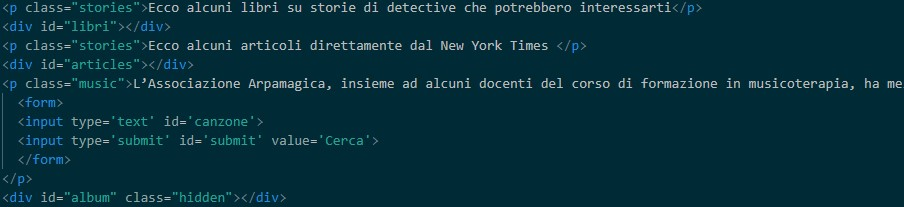 <p class="stories">Ecco alcuni libri su storie di detective che potrebbero interessarti</p>
<div id="libri"></div>
<p class="stories">Ecco alcuni articoli direttamente dal New York Times </p>
<div id="articles"></div>
<p class="music">L’Associazione Arpamagica, insieme ad alcuni docenti del corso di formazione in musicoterapia, ha me
<form>
<input type='text' id='canzone'>
<input type='submit' id='submit' value='Cerca'>
</form>
</p>
<div id="album" class="hidden"></div>